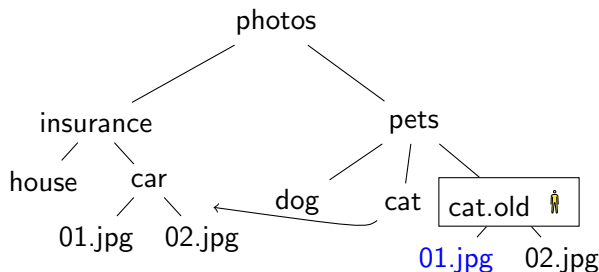 photos
insurance pets
house car
dog cat cat.old
01.jpg 02.jpg
01.jpg 02.jpg